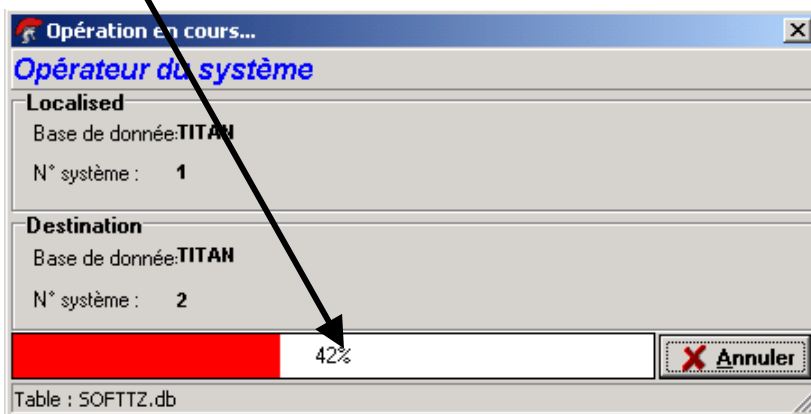 Opération en cours...
Opérateur du système
Localised
Base de donnée:TITAN
N° système : 1
Destination
Base de donnée:TITAN
N° système : 2
42%
Annuler
Table : SOFTTZ.db